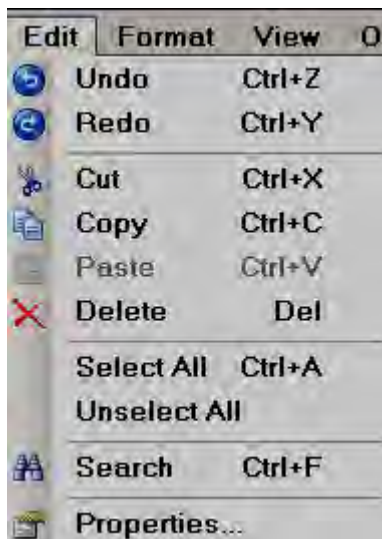 Edit Format View O
Undo Ctrl+Z
Redo Ctrl+Y
Cut Ctrl+X
Copy Ctrl+C
Paste Ctrl+V
Delete Del
Select All Ctrl+A
Unselect All
Search Ctrl+F
Properties...